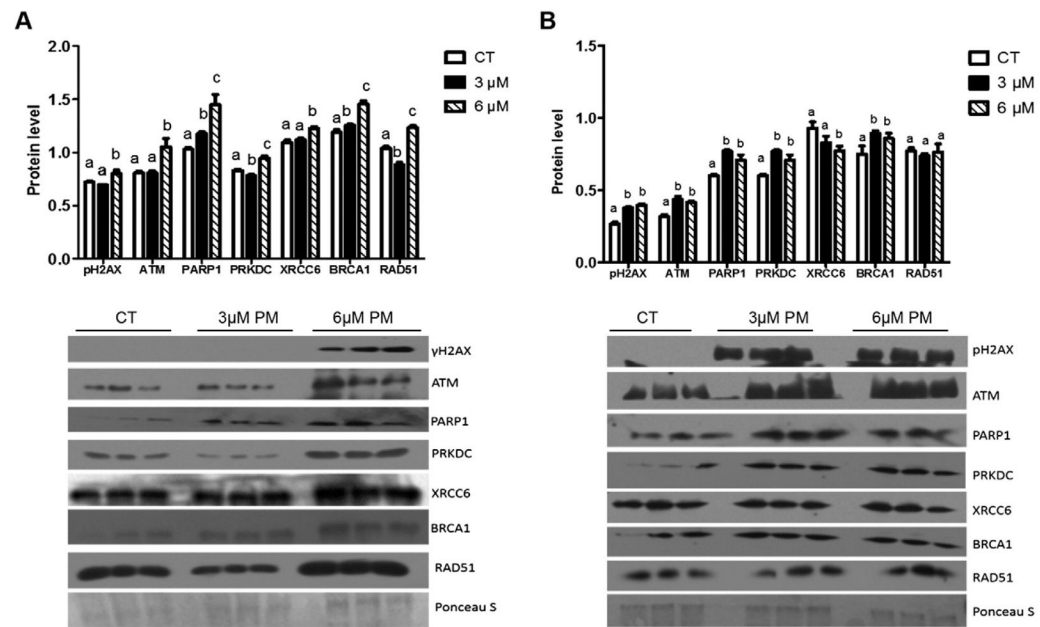 A
2.0
1.5
1.0
0.5
0.0
Protein level
a a b
a a b
a b c
a b c
a a b
a b c
a b c
CT
3 µM
6 µM
pH2AX ATM PARP1 PRKDC XRCC6 BRCA1 RAD51
CT 3µM PM 6µM PM
γH2AX
ATM
PARP1
PRKDC
XRCC6
BRCA1
RAD51
Ponceau S
B
1.5
1.0
0.5
0.0
Protein level
a b b
a b b
a b b
a b b
a a b
a b b
a a a
CT
3 µM
6 µM
pH2AX ATM PARP1 PRKDC XRCC6 BRCA1 RAD51
CT 3µM PM 6µM PM
pH2AX
ATM
PARP1
PRKDC
XRCC6
BRCA1
RAD51
Ponceau S